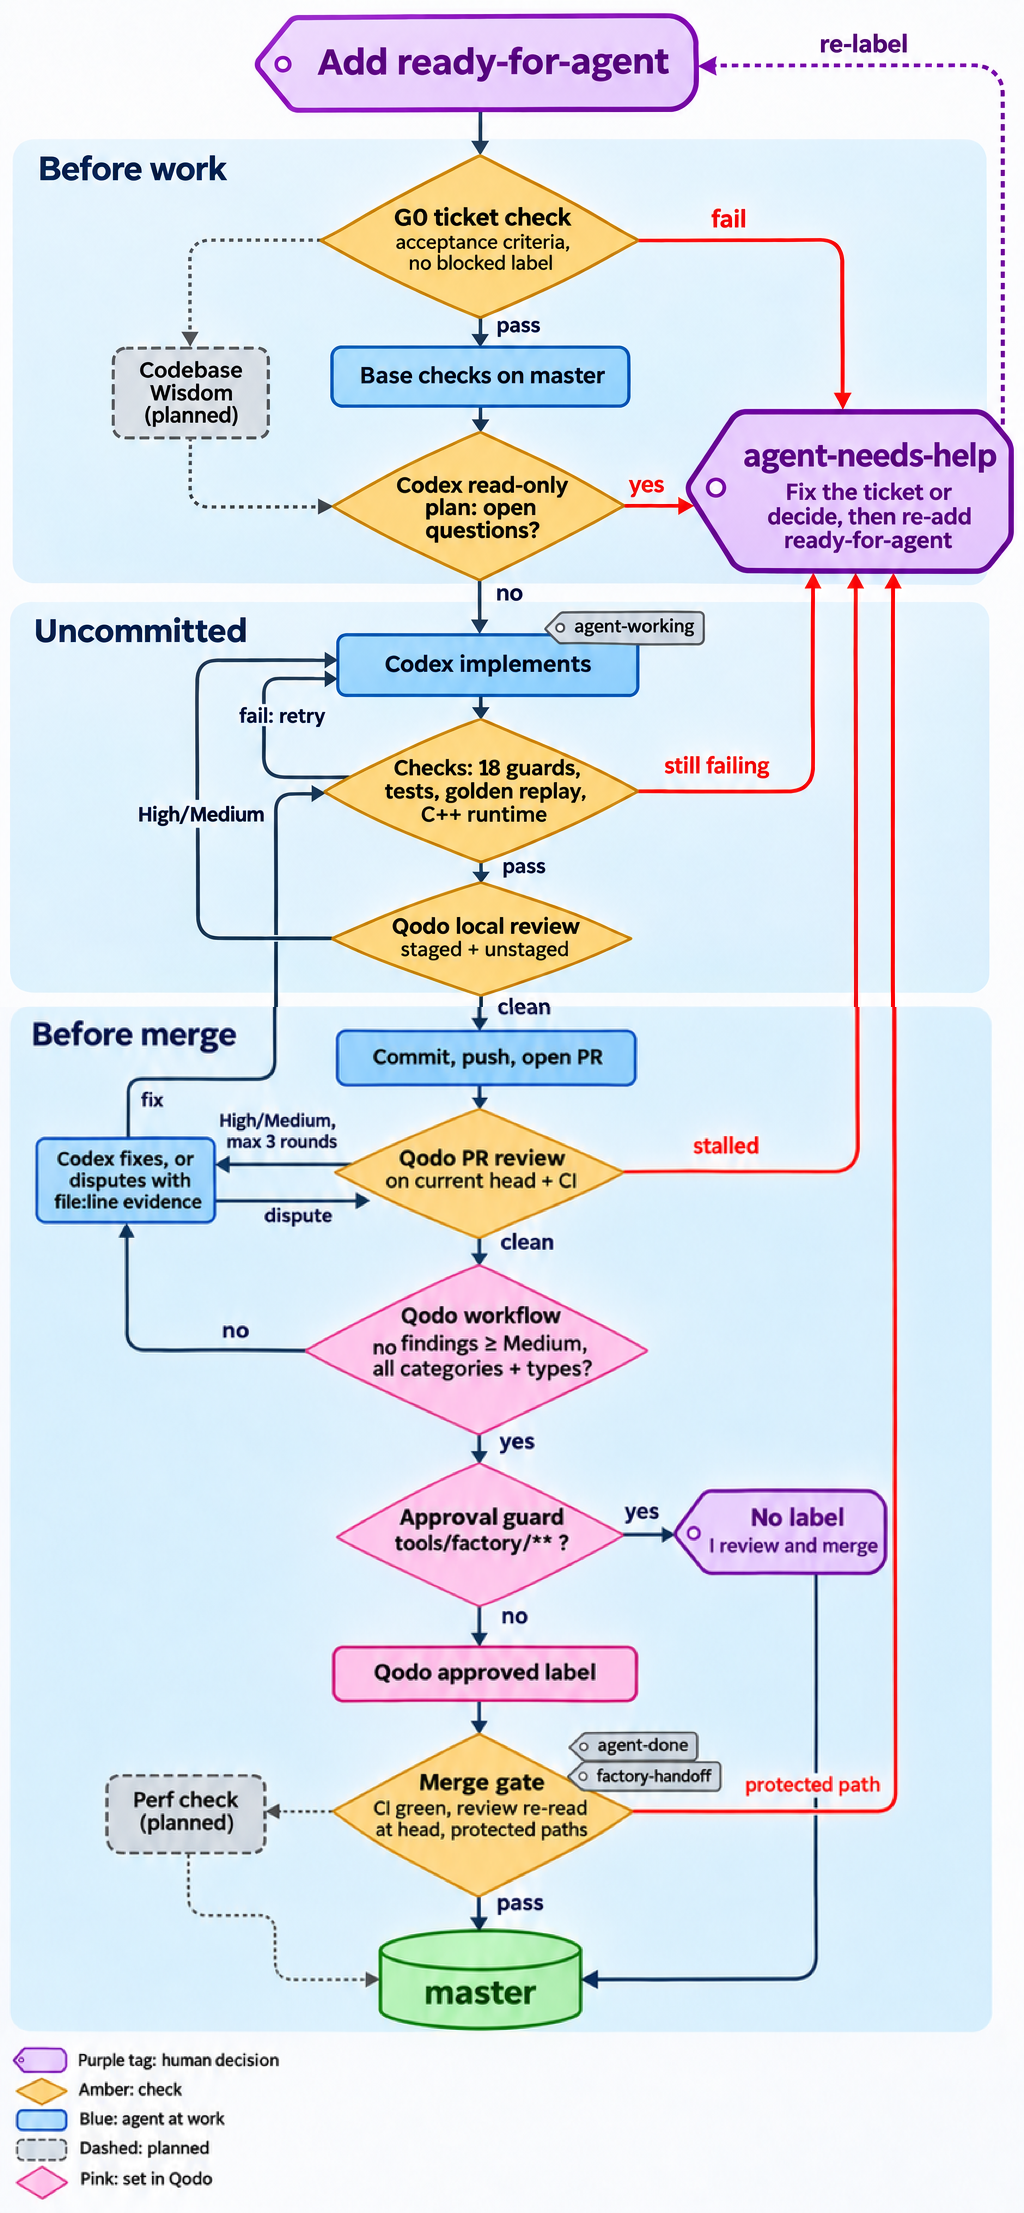 Add ready-for-agent
re-label
Before work
G0 ticket check
acceptance criteria,
no blocked label
fail
pass
Codebase
Wisdom
(planned)
Base checks on master
Codex read-only
plan: open
questions?
yes
agent-needs-help
Fix the ticket or
decide, then re-add
ready-for-agent
no
Uncommitted
agent-working
Codex implements
fail: retry
Checks: 18 guards,
tests, golden replay,
C++ runtime
still failing
High/Medium
pass
Qodo local review
staged + unstaged
clean
Before merge
Commit, push, open PR
fix
High/Medium,
max 3 rounds
Codex fixes, or
disputes with
file:line evidence
Qodo PR review
on current head + CI
stalled
dispute
clean
Qodo workflow
no findings ≥ Medium,
all categories + types?
no
yes
Approval guard
tools/factory/** ?
yes
No label
I review and merge
no
Qodo approved label
agent-done
factory-handoff
Merge gate
CI green, review re-read
at head, protected paths
protected path
Perf check
(planned)
pass
master
Purple tag: human decision
Amber: check
Blue: agent at work
Dashed: planned
Pink: set in Qodo